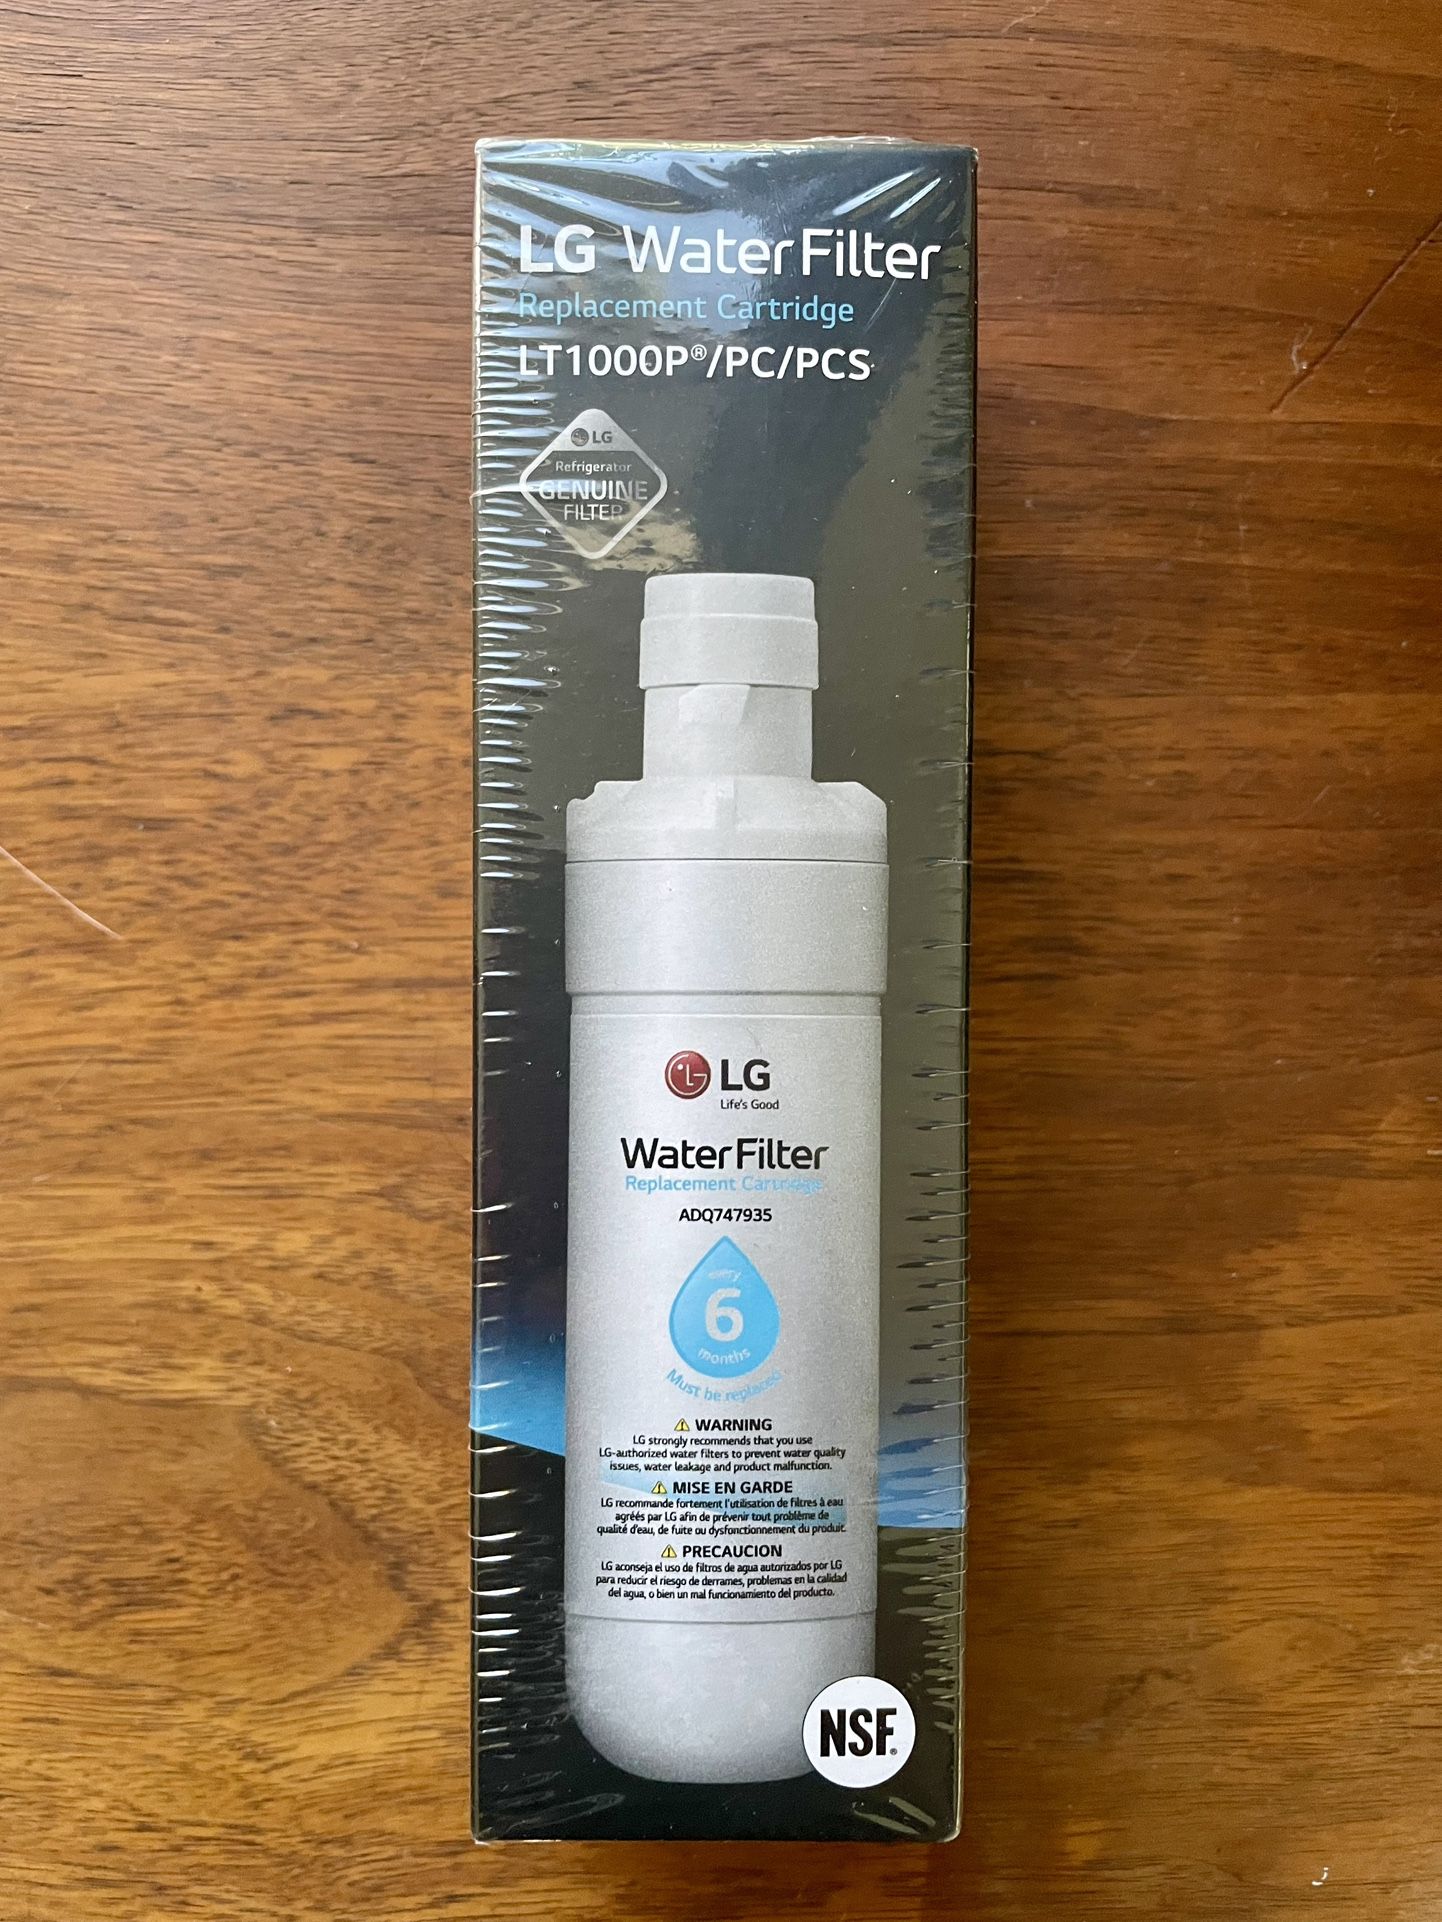 LG Water Filter
Replacement Cartridge
LT1000P®/PC/PCS
LG
Refrigerator
GENUINE
FILTER
LG
Life's Good
Water Filter
Replacement Cartridge
ADQ747935
every
6
months
Must be replaced
⚠ WARNING
LG strongly recommends that you use
LG-authorized water filters to prevent water quality
issues, water leakage and product malfunction.
⚠ MISE EN GARDE
LG recommande fortement l'utilisation de filtres à eau
agréés par LG afin de prévenir tout problème de
qualité d'eau, de fuite ou dysfonctionnement du produit.
⚠ PRECAUCION
LG aconseja el uso de filtros de agua autorizados por LG
para reducir el riesgo de derrames, problemas en la calidad
del agua, o bien un mal funcionamiento del producto.
NSF®